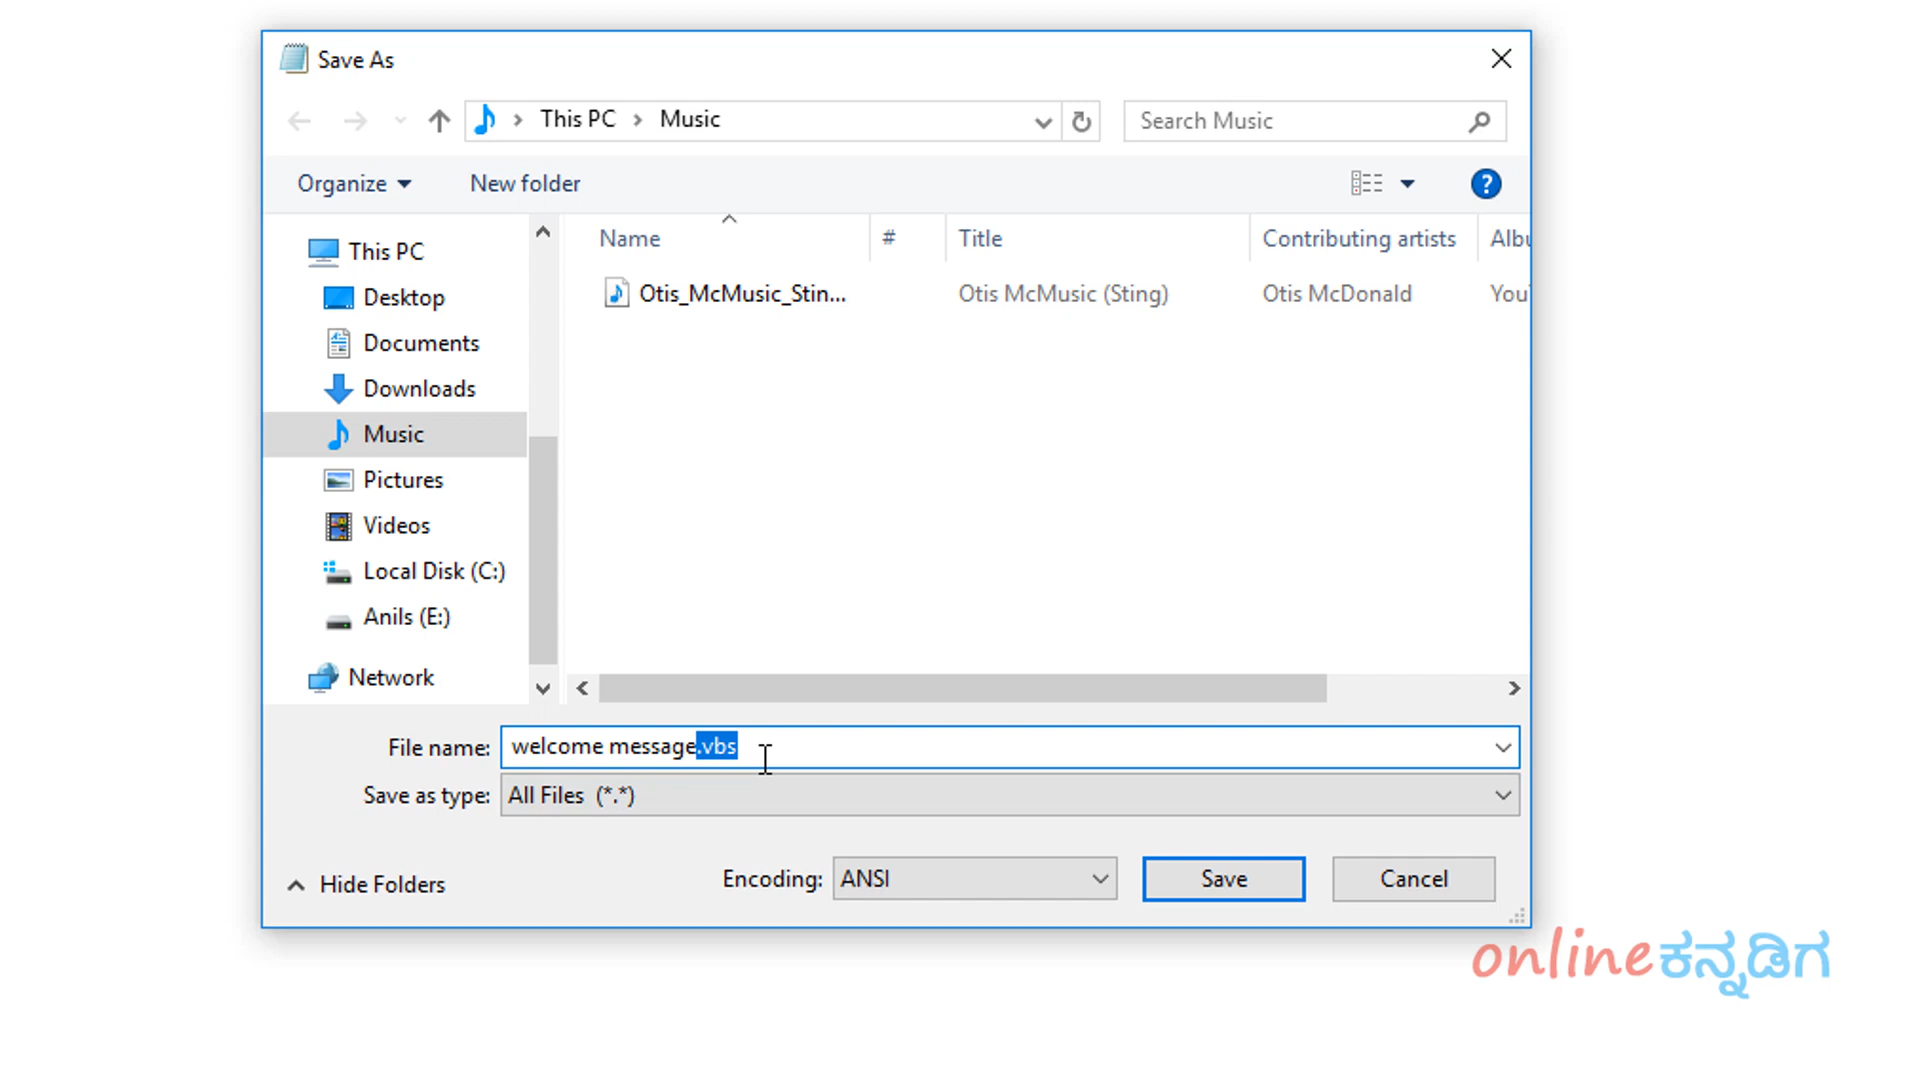 Save As
This PC > Music
Search Music
Organize
New folder
?
This PC
Desktop
Documents
Downloads
Music
Pictures
Videos
Local Disk (C:)
Anils (E:)
Network
Name # Title Contributing artists Albu
Otis_McMusic_Stin... Otis McMusic (Sting) Otis McDonald You
File name: welcome message.vbs
Save as type: All Files (*.*)
Hide Folders
Encoding: ANSI
Save
Cancel
onlineಕನ್ನಡಿಗ